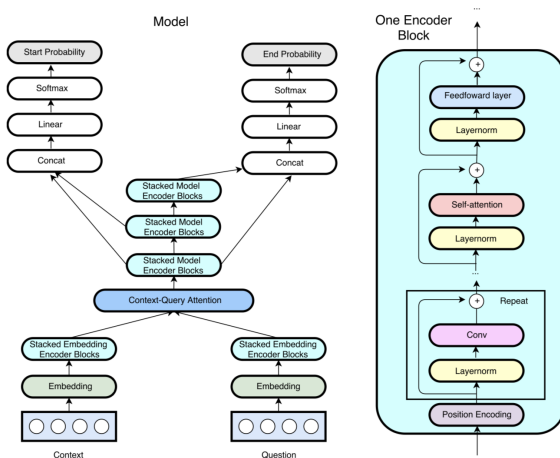 Model
Start Probability
Softmax
Linear
Concat
End Probability
Softmax
Linear
Concat
Stacked Model
Encoder Blocks
Stacked Model
Encoder Blocks
Stacked Model
Encoder Blocks
Context-Query Attention
Stacked Embedding
Encoder Blocks
Stacked Embedding
Encoder Blocks
Embedding
Embedding
Context
Question
One Encoder
Block
...
+
Feedfoward layer
Layernorm
+
Self-attention
Layernorm
...
+
Repeat
Conv
Layernorm
Position Encoding